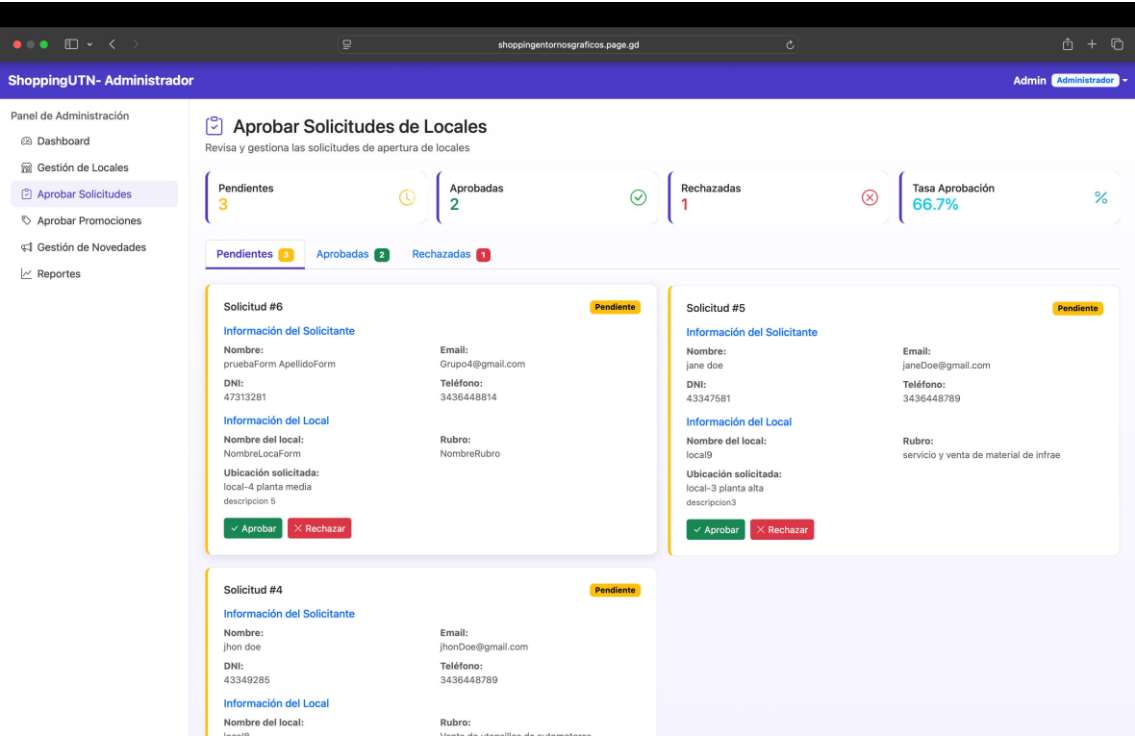 shoppingentornosgraficos.page.gd
ShoppingUTN- Administrador
Admin Administrador
Panel de Administración
Dashboard
Gestión de Locales
Aprobar Solicitudes
Aprobar Promociones
Gestión de Novedades
Reportes
Aprobar Solicitudes de Locales
Revisa y gestiona las solicitudes de apertura de locales
Pendientes
3
Aprobadas
2
Rechazadas
1
Tasa Aprobación
66.7%
%
Pendientes 3 Aprobadas 2 Rechazadas 1
Solicitud #6 Pendiente
Información del Solicitante
Nombre: Email:
pruebaForm ApellidoForm Grupo4@gmail.com
DNI: Teléfono:
47313281 3436448814
Información del Local
Nombre del local: Rubro:
NombreLocaForm NombreRubro
Ubicación solicitada:
local-4 planta media
descripcion 5
Aprobar Rechazar
Solicitud #5 Pendiente
Información del Solicitante
Nombre: Email:
jane doe janeDoe@gmail.com
DNI: Teléfono:
43347581 3436448789
Información del Local
Nombre del local: Rubro:
local9 servicio y venta de material de infrae
Ubicación solicitada:
local-3 planta alta
descripcion3
Aprobar Rechazar
Solicitud #4 Pendiente
Información del Solicitante
Nombre: Email:
jhon doe jhonDoe@gmail.com
DNI: Teléfono:
43349285 3436448789
Información del Local
Nombre del local: Rubro: